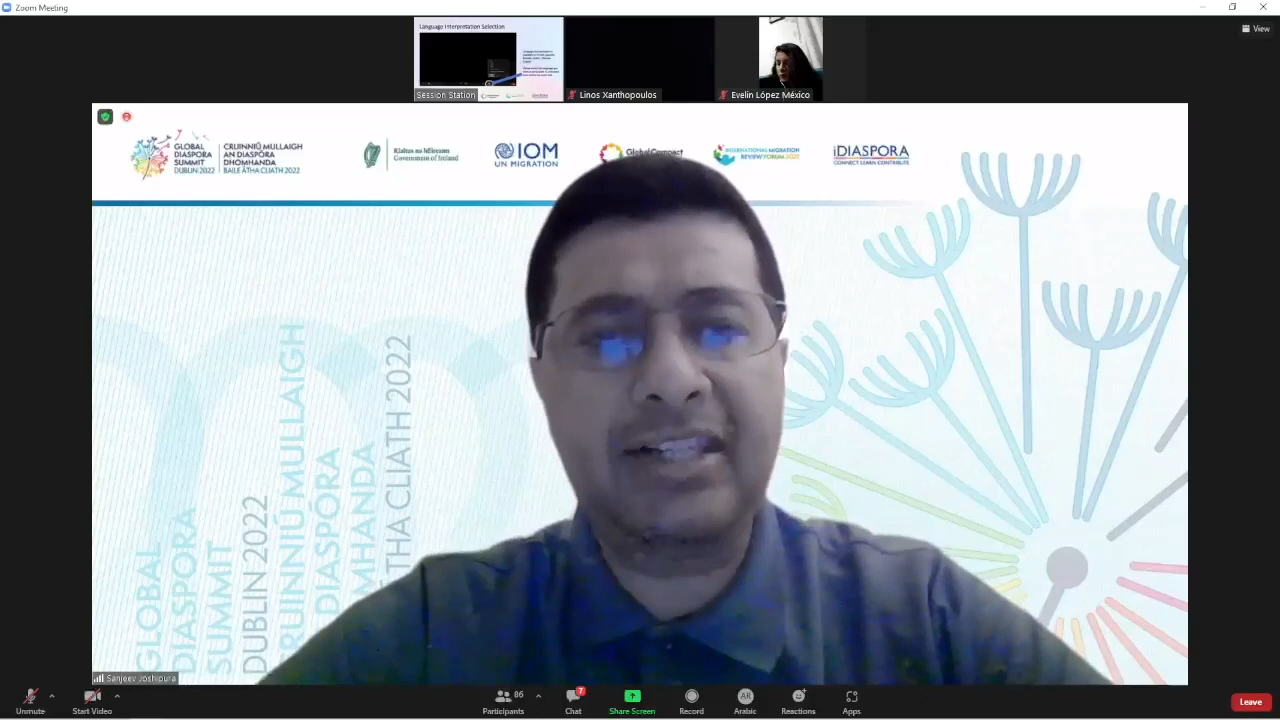 Zoom Meeting
View
Language Interpretation Selection
Session Station
Linos Xanthopoulos
Evelin López México
GLOBAL
DIASPORA
SUMMIT
DUBLIN 2022
CRUINNIÚ MULLAIGH
AN DIASPÓRA
DHOMHANDA
BAILE ÁTHA CLIATH 2022
Rialtas na hÉireann
Government of Ireland
IOM
UN MIGRATION
INTERNATIONAL MIGRATION
REVIEW FORUM 2022
iDIASPORA
CONNECT LEARN CONTRIBUTE
GLOBAL
DIASPORA
SUMMIT
DUBLIN 2022
RUINNIÚ MULLAIGH
DIASPÓRA
MHANDA
THA CLIATH 2022
Sanjeev Joshipura
Unmute
Start Video
86
Participants
7
Chat
Share Screen
Record
AR
Arabic
Reactions
Apps
Leave